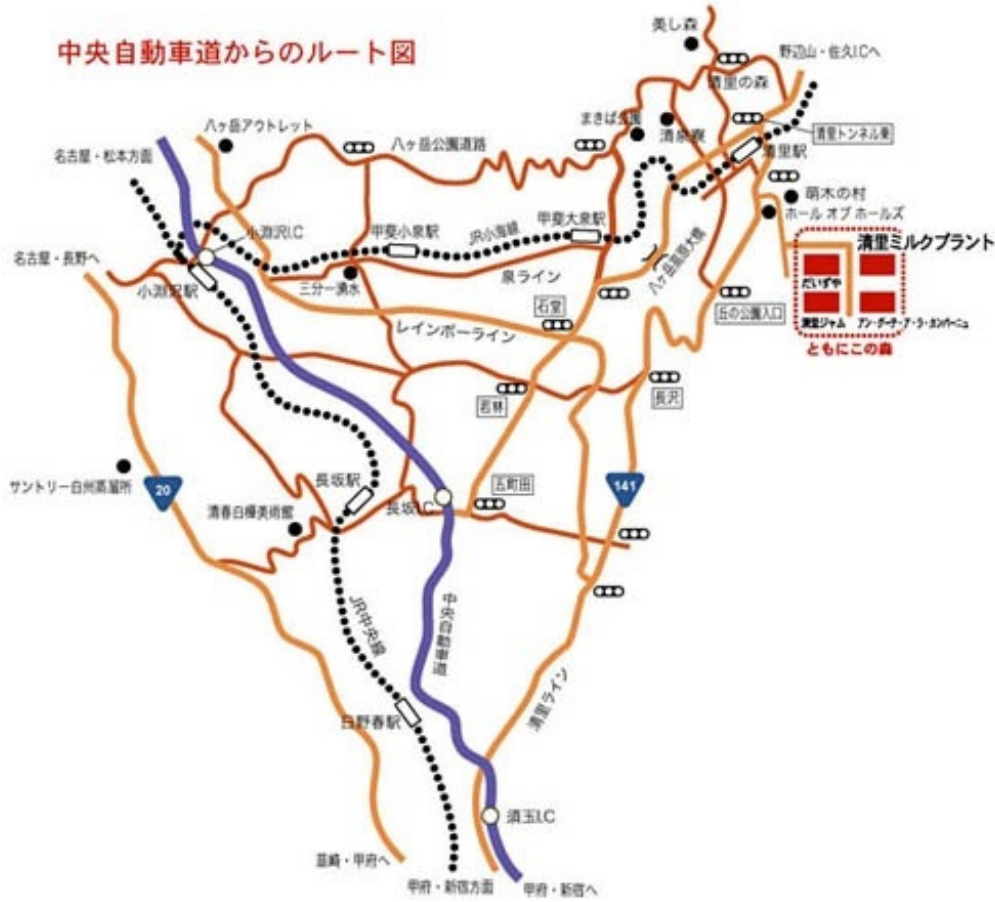 中央自動車道からのルート図
美し森
野辺山・佐久I.Cへ
清里の森
八ヶ岳アウトレット
まきば公園
清泉寮
清里トンネル東
名古屋・松本方面
八ヶ岳公園道路
清里駅
萌木の村
ホール オブ ホールズ
小淵沢I.C
甲斐小泉駅
JR小海線
甲斐大泉駅
清里ミルクプラント
名古屋・長野へ
八ヶ岳高原大橋
小淵沢駅
三分一湧水
泉ライン
だいずや
石堂
丘の公園入口
清里ジャム
アン・グーテ・ア・ラ・カンパーニュ
レインボーライン
ともにこの森
若林
長沢
サントリー白州蒸溜所
20
長坂駅
五町田
141
長坂I.C
清春白樺美術館
JR中央線
中央自動車道
清里ライン
日野春駅
須玉I.C
韮崎・甲府へ
甲府・新宿方面
甲府・新宿へ